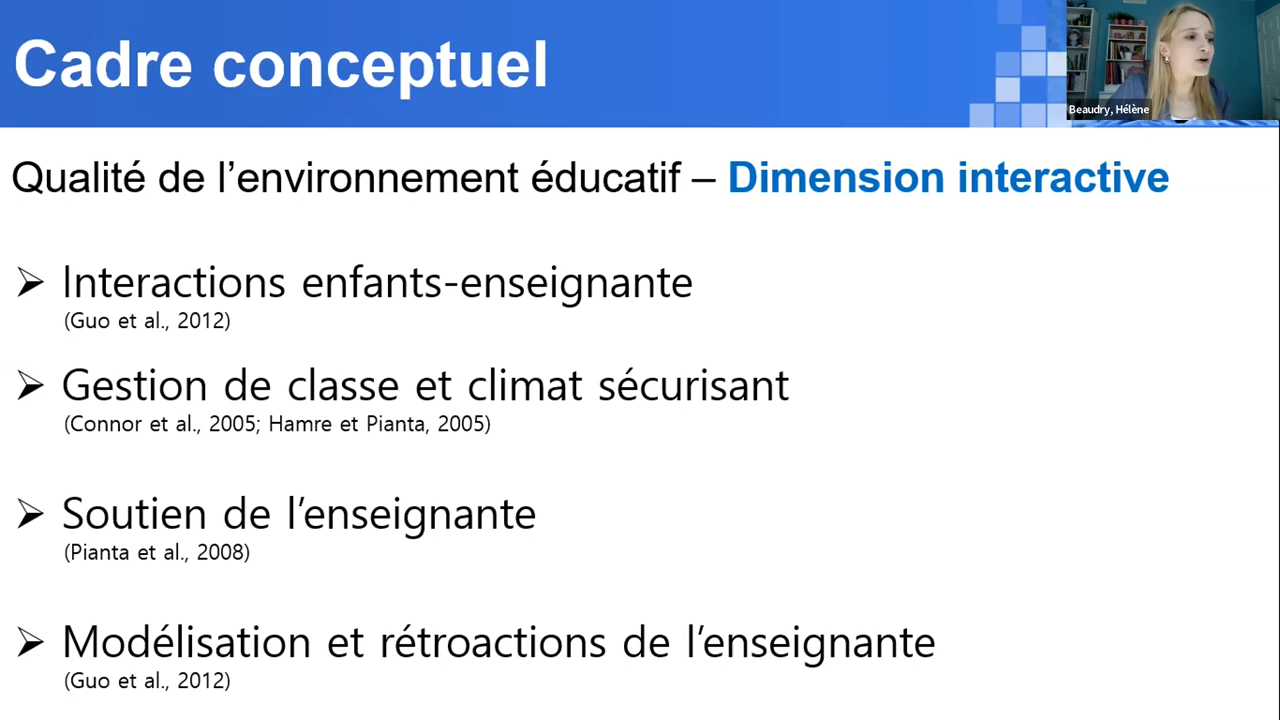 Cadre conceptuel
Beaudry, Hélène
Qualité de l’environnement éducatif – Dimension interactive
➢ Interactions enfants-enseignante
(Guo et al., 2012)
➢ Gestion de classe et climat sécurisant
(Connor et al., 2005; Hamre et Pianta, 2005)
➢ Soutien de l’enseignante
(Pianta et al., 2008)
➢ Modélisation et rétroactions de l’enseignante
(Guo et al., 2012)